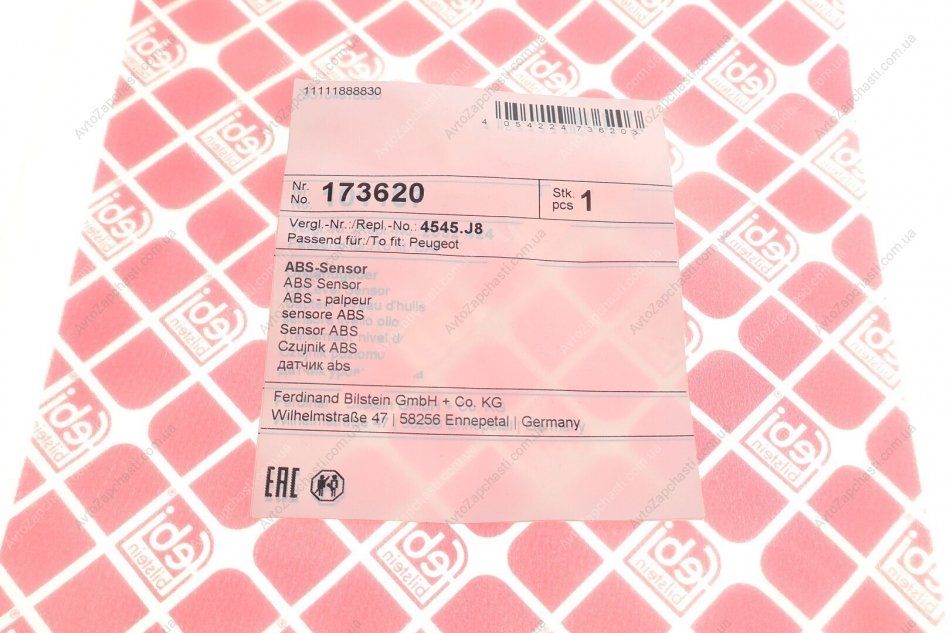 11111888830
4 054224 736203
Nr.
No. 173620
Stk.
pcs 1
Vergl.-Nr.:/Repl.-No.: 4545.J8
Passend für:/To fit: Peugeot
ABS-Sensor
ABS Sensor
ABS - palpeur
sensore ABS
Sensor ABS
Czujnik ABS
датчик abs
Ferdinand Bilstein GmbH + Co. KG
Wilhelmstraße 47 | 58256 Ennepetal | Germany
EAC
febi
bilstein
AvtoZapchasti.com.ua